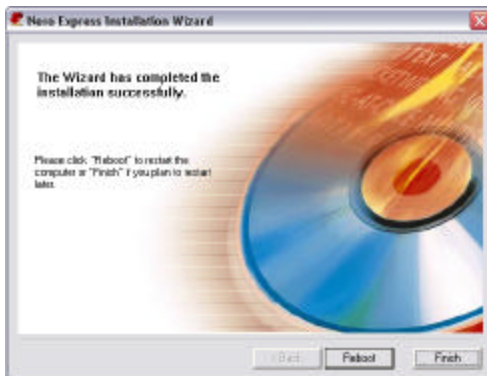 Nero Express Installation Wizard
The Wizard has completed the
installation successfully.
Please click "Reboot" to restart the
computer or "Finish" if you plan to restart
later.
< Back
Reboot
Finish